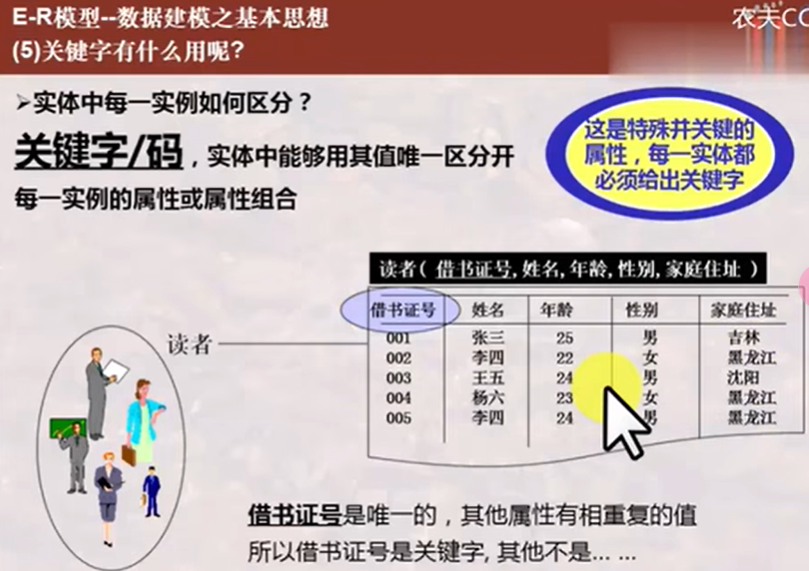 E-R模型--数据建模之基本思想
农夫CC
(5)关键字有什么用呢?
➢实体中每一实例如何区分?
关键字/码，实体中能够用其值唯一区分开
每一实例的属性或属性组合
这是特殊并关键的
属性，每一实体都
必须给出关键字
读者( 借书证号,姓名,年龄,性别,家庭住址 )
借书证号 姓名 年龄 性别 家庭住址
001 张三 25 男 吉林
002 李四 22 女 黑龙江
003 王五 24 男 沈阳
004 杨六 23 女 黑龙江
005 李四 24 男 黑龙江
读者
借书证号是唯一的，其他属性有相重复的值
所以借书证号是关键字, 其他不是... ...